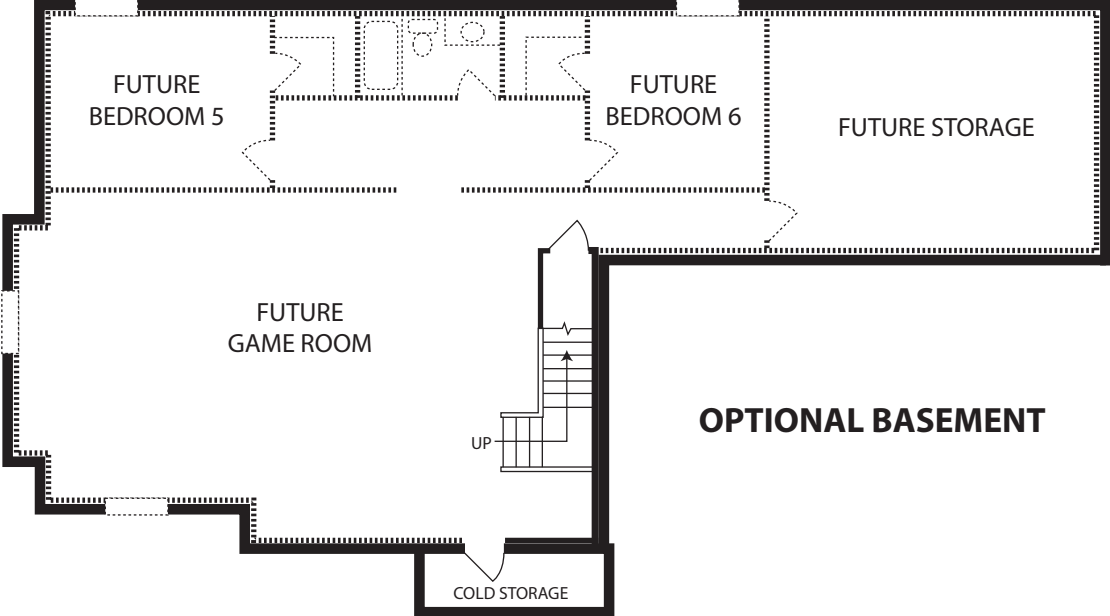 FUTURE
BEDROOM 5
FUTURE
BEDROOM 6
FUTURE STORAGE
FUTURE
GAME ROOM
OPTIONAL BASEMENT
UP
COLD STORAGE